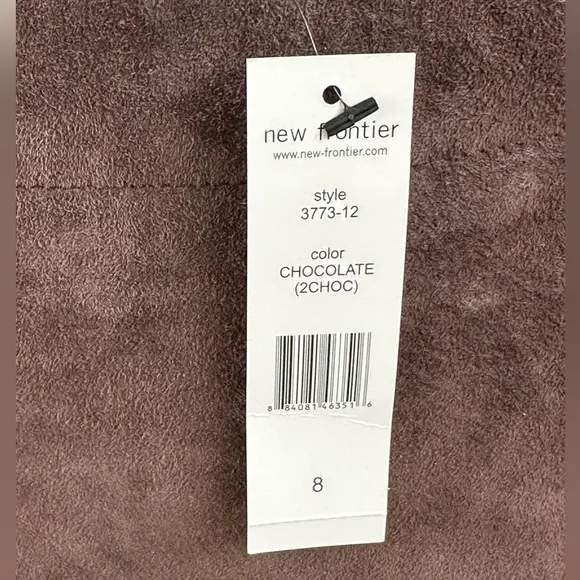 new frontier
www.new-frontier.com
style
3773-12
color
CHOCOLATE
(2CHOC)
8 84081 46351 6
8